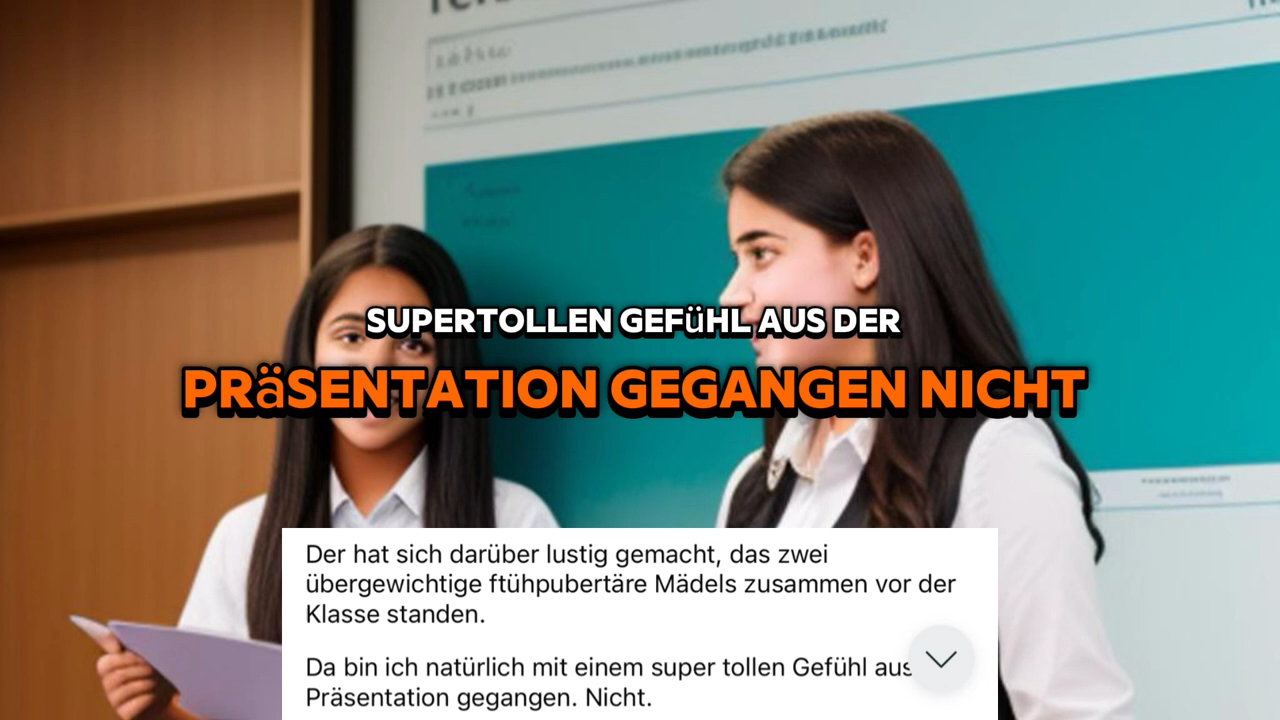 SUPERTOLLEN GEFüHL AUS DER
PRäSENTATION GEGANGEN NICHT
Der hat sich darüber lustig gemacht, das zwei
übergewichtige ftühpubertäre Mädels zusammen vor der
Klasse standen.
Da bin ich natürlich mit einem super tollen Gefühl aus
Präsentation gegangen. Nicht.